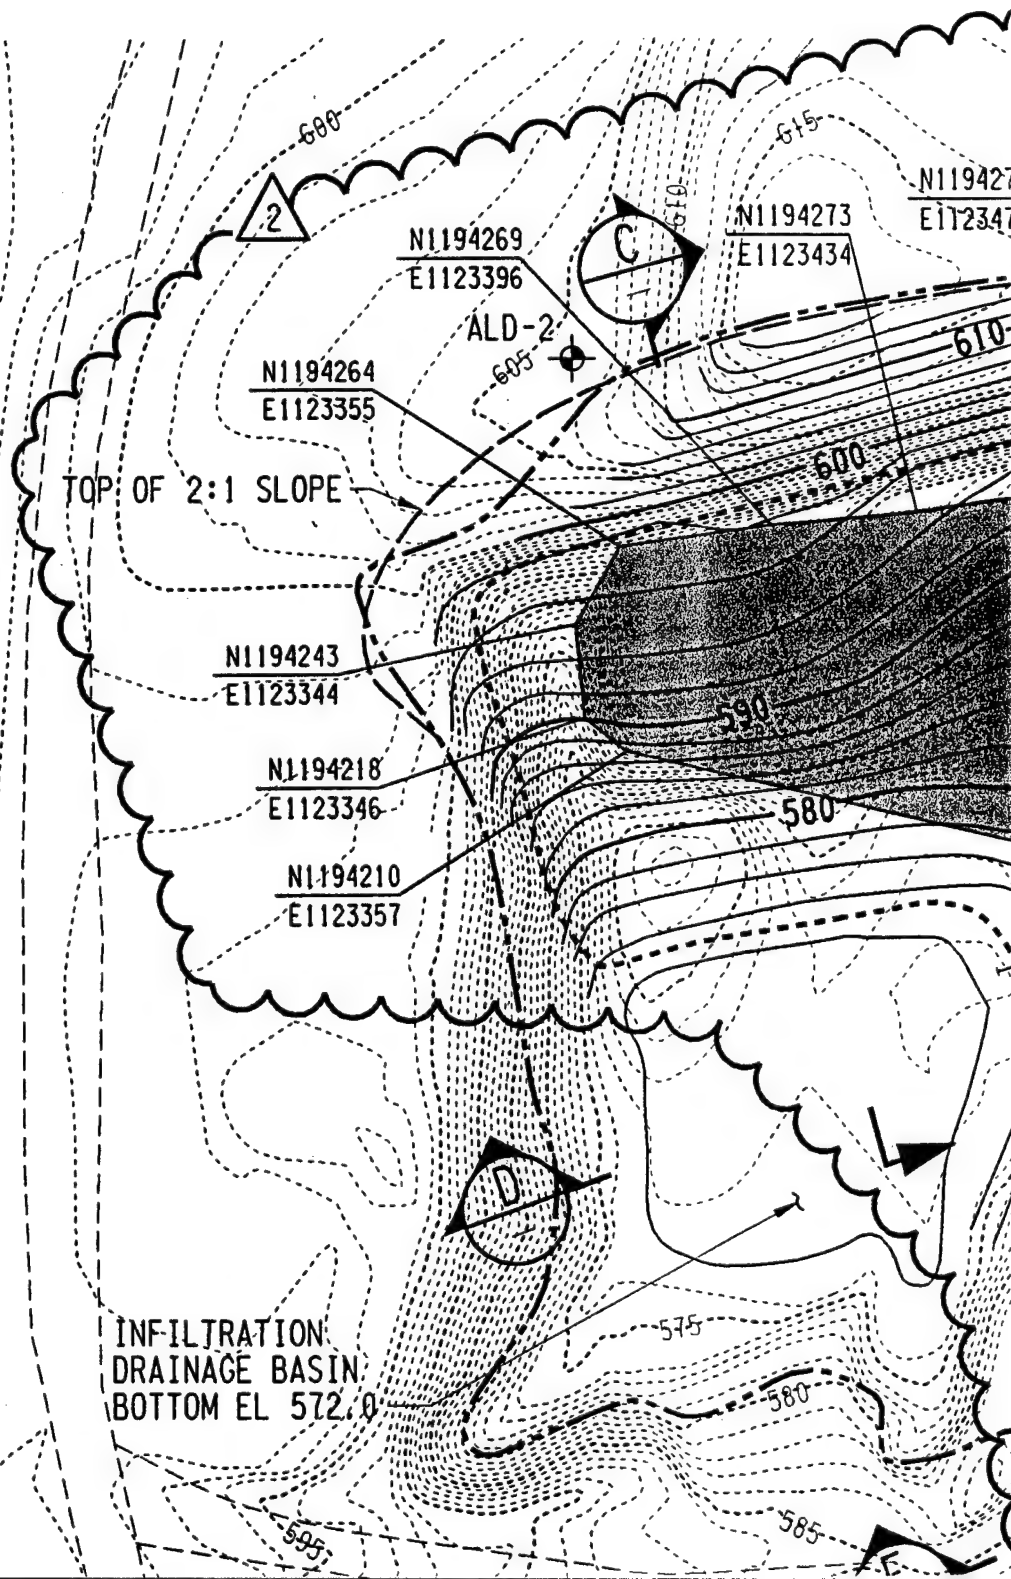 600
615
2
610
N119427
E112347
N1194273
E1123434
N1194269
E1123396
C
1
ALD-2
610
605
N1194264
E1123355
600
TOP OF 2:1 SLOPE
N1194243
E1123344
590
N1194218
E1123346
580
N1194210
E1123357
D
1
575
INFILTRATION
DRAINAGE BASIN
BOTTOM EL 572.0
580
585
595